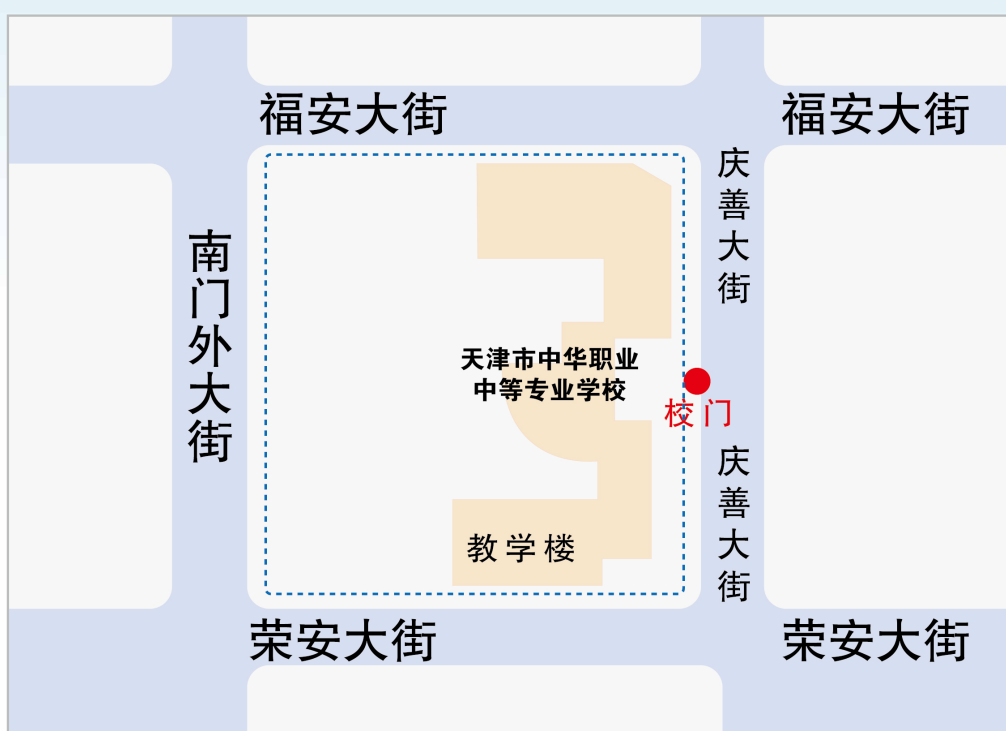 福安大街
福安大街
庆善大街
南门外大街
天津市中华职业
中等专业学校
校门
庆善大街
教学楼
荣安大街
荣安大街